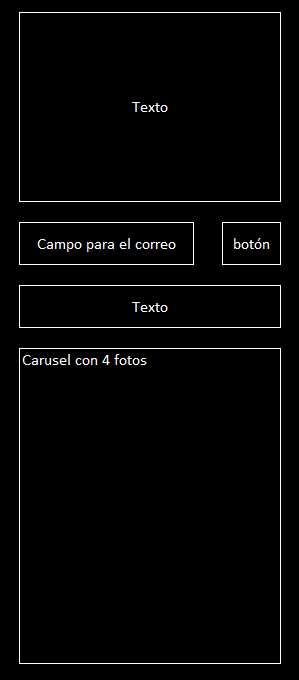 Texto
Campo para el correo
botón
Texto
Carusel con 4 fotos